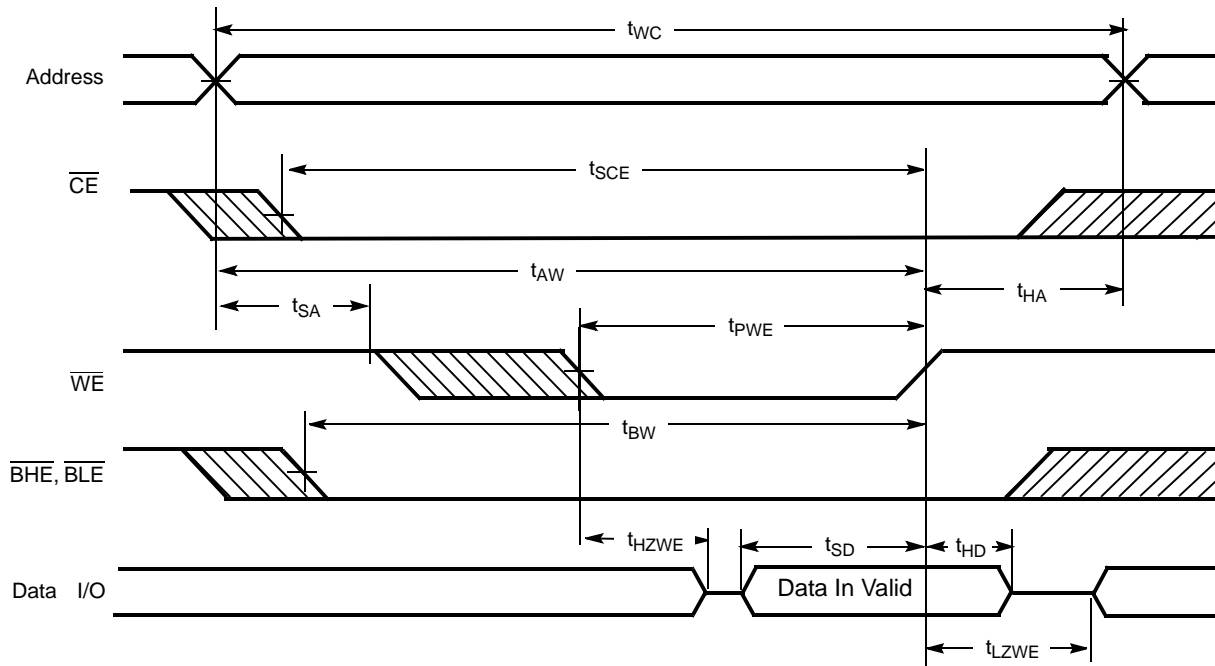 tWC
Address
tSCE
CE
tAW
tSA
tHA
tPWE
WE
tBW
BHE, BLE
tHZWE
tSD
tHD
Data I/O
Data In Valid
tLZWE